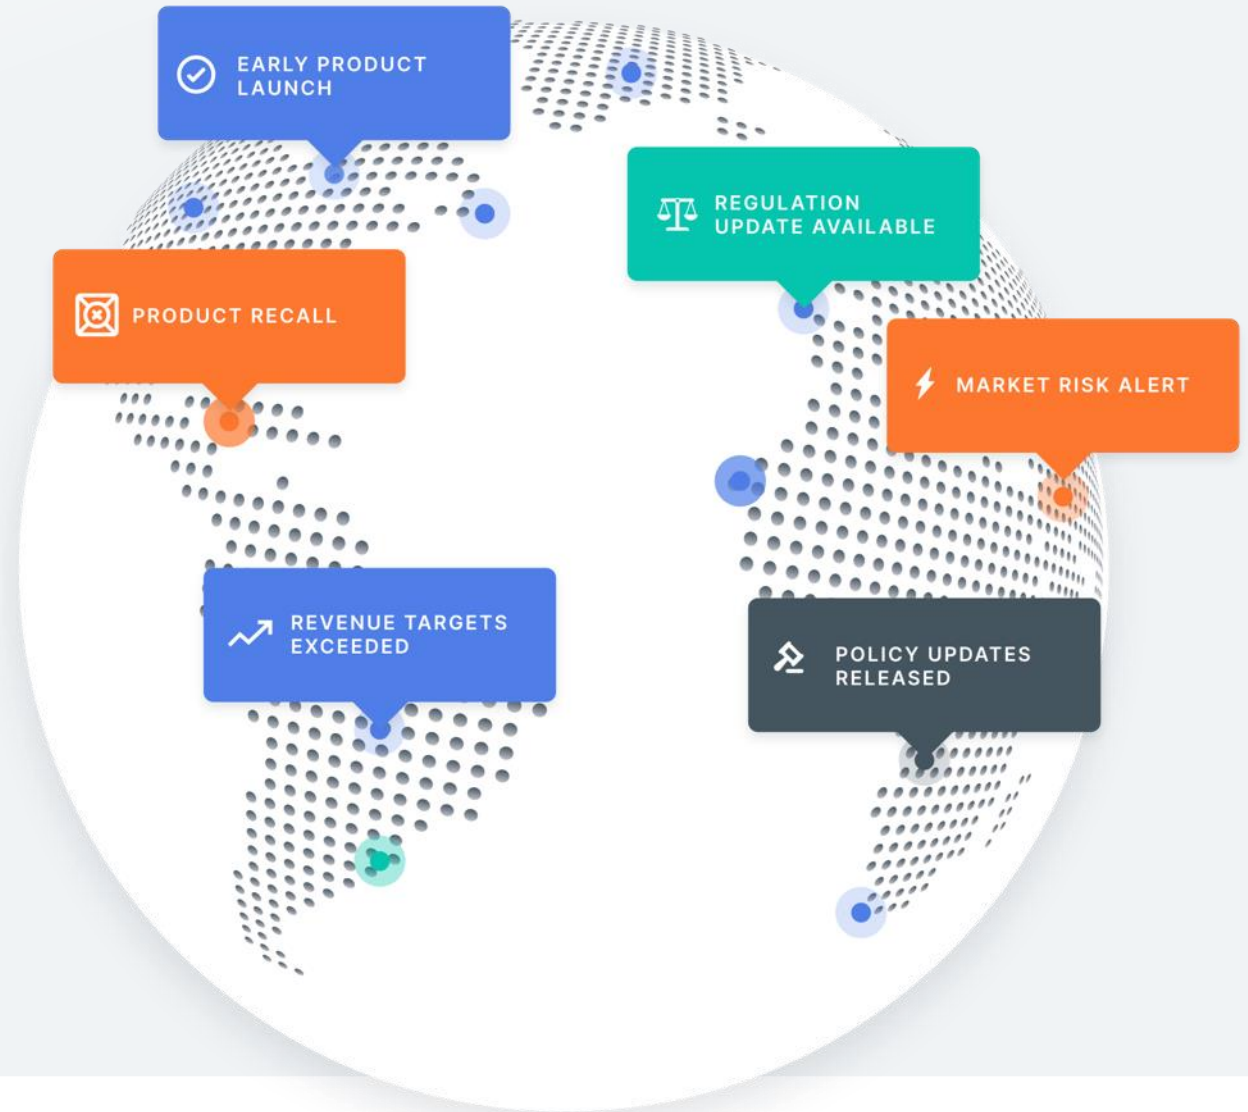 EARLY PRODUCT
LAUNCH
REGULATION
UPDATE AVAILABLE
PRODUCT RECALL
MARKET RISK ALERT
REVENUE TARGETS
EXCEEDED
POLICY UPDATES
RELEASED